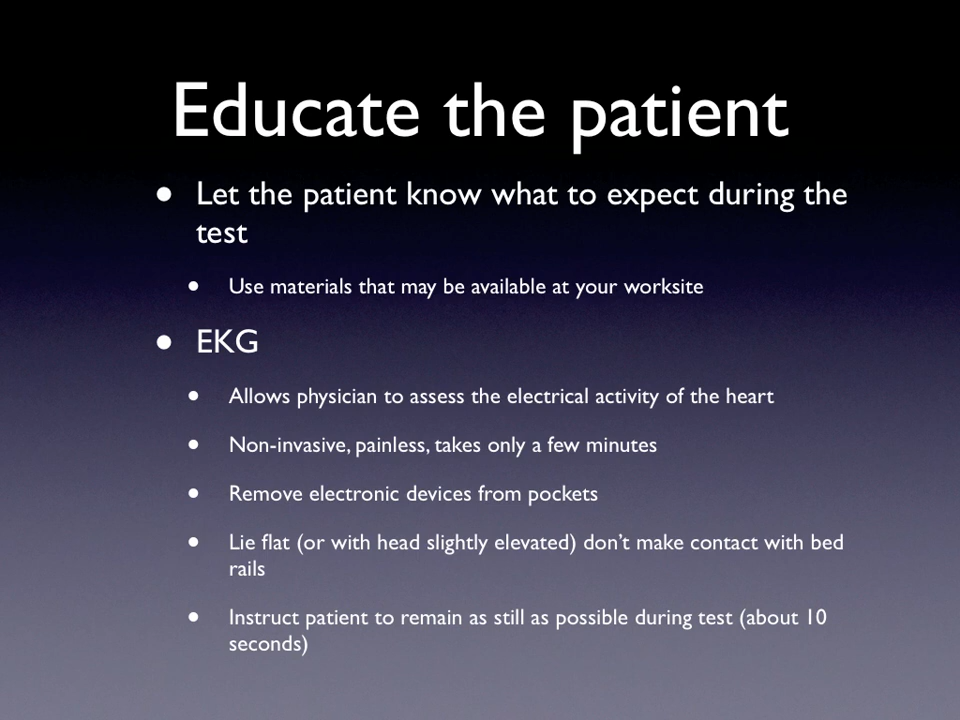 Educate the patient
• Let the patient know what to expect during the
test
• Use materials that may be available at your worksite
• EKG
• Allows physician to assess the electrical activity of the heart
• Non-invasive, painless, takes only a few minutes
• Remove electronic devices from pockets
• Lie flat (or with head slightly elevated) don’t make contact with bed
rails
• Instruct patient to remain as still as possible during test (about 10
seconds)